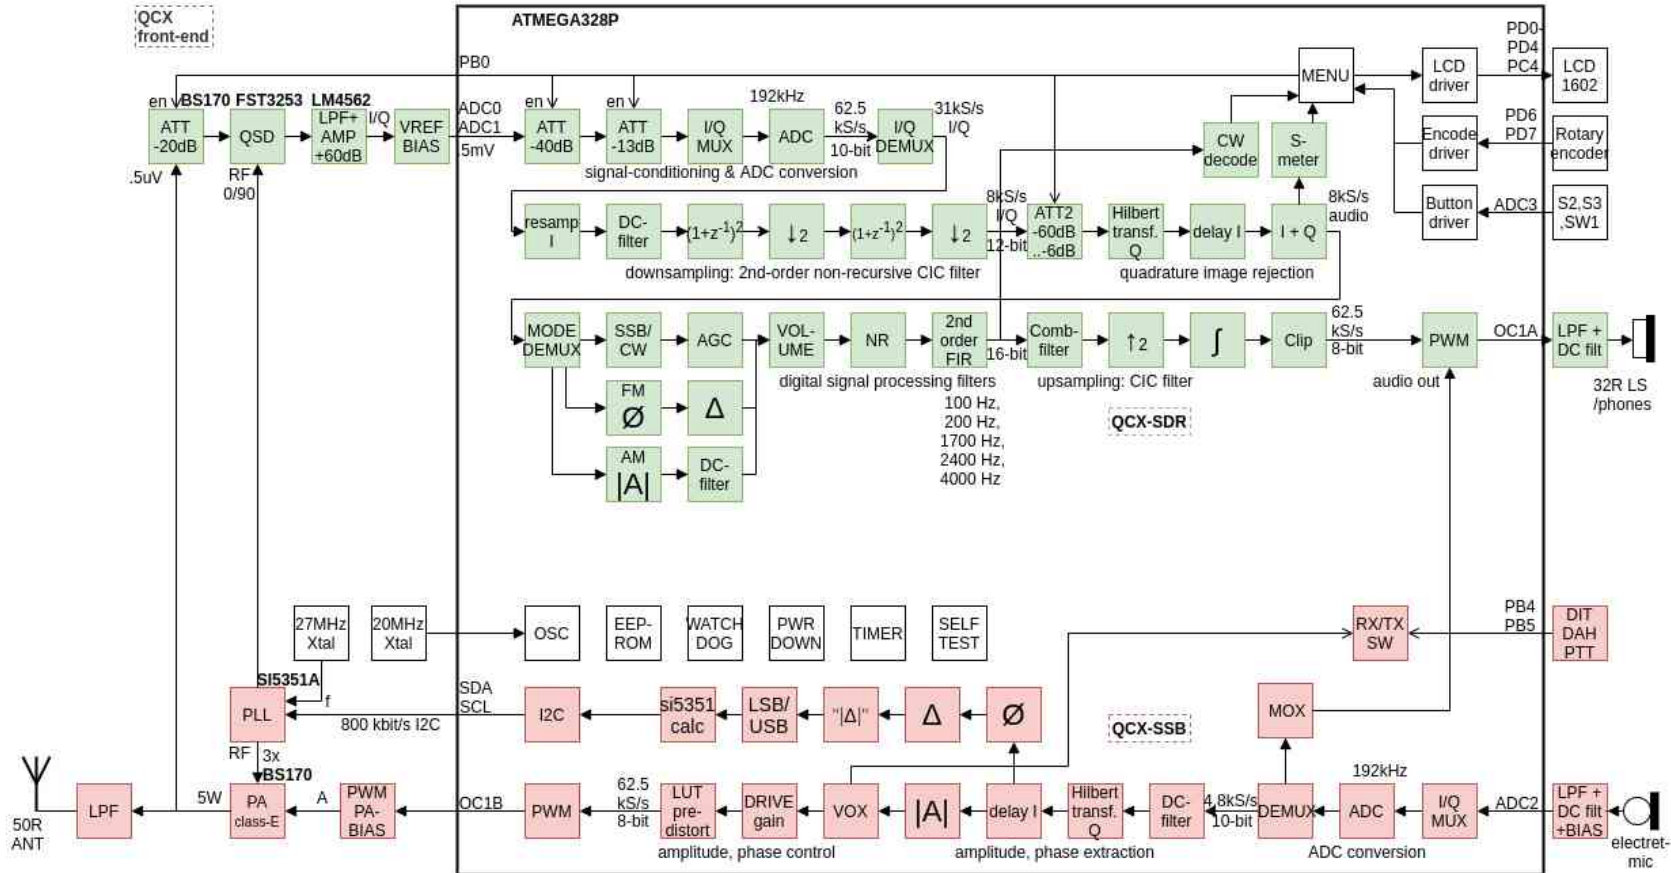 QCX
front-end
ATMEGA328P
PD0-
PD4
PC4
PB0
MENU
LCD
driver
LCD
1602
en
BS170 FST3253 LM4562
ATT
-20dB
QSD
LPF+
AMP
+60dB
I/Q
VREF
BIAS
ADC0
ADC1
.5mV
en
ATT
-40dB
en
ATT
-13dB
I/Q
MUX
192kHz
ADC
62.5
kS/s
10-bit
I/Q
DEMUX
31kS/s
I/Q
CW
decode
S-
meter
Encode
driver
PD6
PD7
Rotary
encoder
.5uV
RF
0/90
signal-conditioning & ADC conversion
resamp
I
DC-
filter
(1+z⁻¹)²
↓2
(1+z⁻¹)²
↓2
8kS/s
I/Q
12-bit
ATT2
-60dB
..-6dB
Hilbert
transf.
Q
delay I
I + Q
8kS/s
audio
Button
driver
ADC3
S2,S3
,SW1
downsampling: 2nd-order non-recursive CIC filter
quadrature image rejection
MODE
DEMUX
SSB/
CW
AGC
VOL-
UME
NR
2nd
order
FIR
16-bit
Comb-
filter
↑2
∫
Clip
62.5
kS/s
8-bit
PWM
OC1A
LPF +
DC filt
digital signal processing filters
upsampling: CIC filter
audio out
32R LS
/phones
FM
Ø
Δ
100 Hz,
200 Hz,
1700 Hz,
2400 Hz,
4000 Hz
QCX-SDR
AM
|A|
DC-
filter
27MHz
Xtal
20MHz
Xtal
OSC
EEP-
ROM
WATCH
DOG
PWR
DOWN
TIMER
SELF
TEST
RX/TX
SW
PB4
PB5
DIT
DAH
PTT
SI5351A
PLL
f
800 kbit/s I2C
SDA
SCL
I2C
si5351
calc
LSB/
USB
"|Δ|"
Δ
Ø
QCX-SSB
MOX
RF
3x
BS170
50R
ANT
LPF
5W
PA
class-E
A
PWM
PA-
BIAS
OC1B
PWM
62.5
kS/s
8-bit
LUT
pre-
distort
DRIVE
gain
VOX
|A|
delay I
Hilbert
transf.
Q
DC-
filter
4.8kS/s
10-bit
DEMUX
192kHz
ADC
I/Q
MUX
ADC2
LPF +
DC filt
+BIAS
electret-
mic
amplitude, phase control
amplitude, phase extraction
ADC conversion